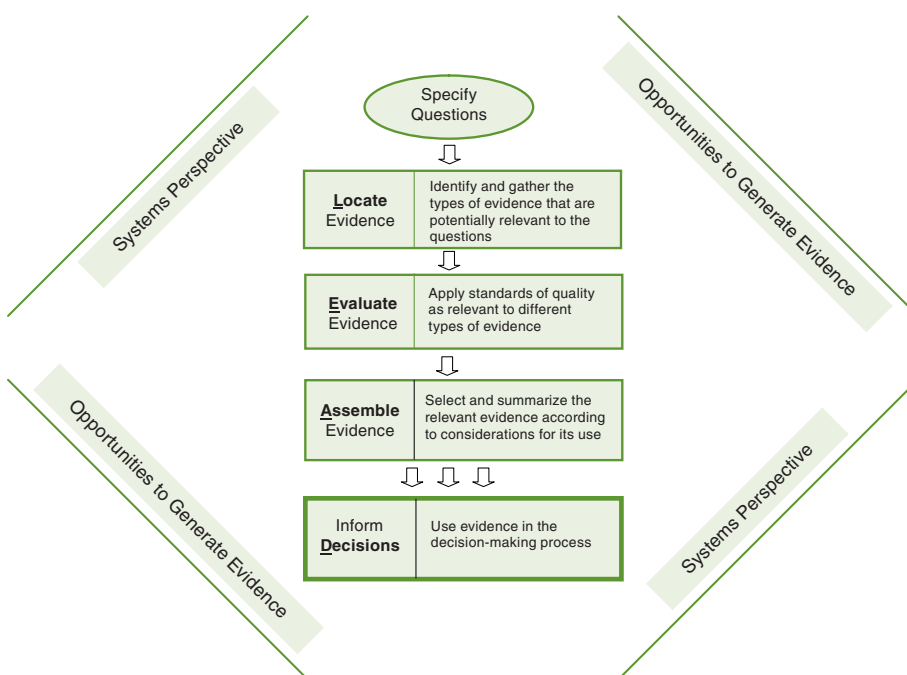 Specify
Questions
Systems Perspective
Opportunities to Generate Evidence
Locate
Evidence
Identify and gather the
types of evidence that are
potentially relevant to the
questions
Evaluate
Evidence
Apply standards of quality
as relevant to different
types of evidence
Assemble
Evidence
Select and summarize the
relevant evidence according
to considerations for its use
Inform
Decisions
Use evidence in the
decision-making process
Opportunities to Generate Evidence
Systems Perspective